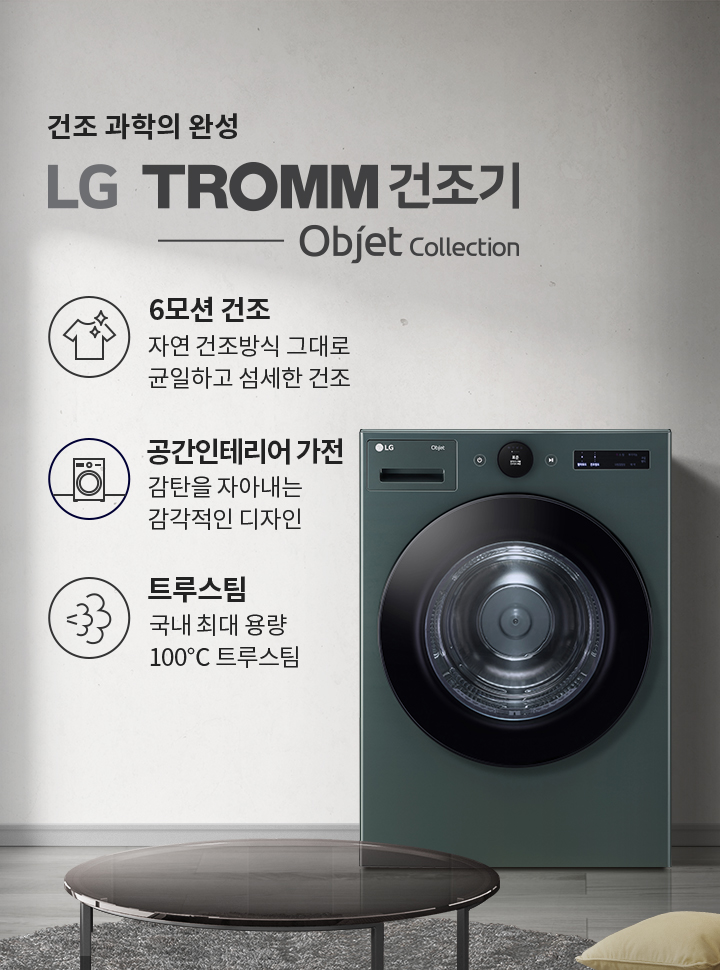 건조 과학의 완성
LG TROMM 건조기
Objet Collection
6모션 건조
자연 건조방식 그대로
균일하고 섬세한 건조
공간인테리어 가전
감탄을 자아내는
감각적인 디자인
트루스팀
국내 최대 용량
100°C 트루스팀
LG Objet